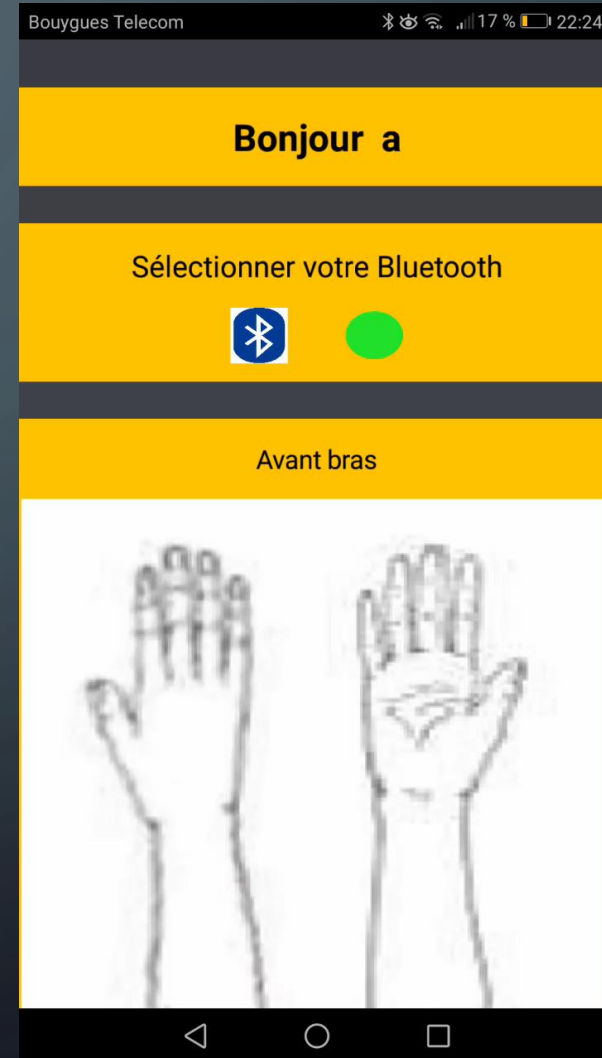 Bouygues Telecom 17 % 22:24
Bonjour a
Sélectionner votre Bluetooth
Avant bras